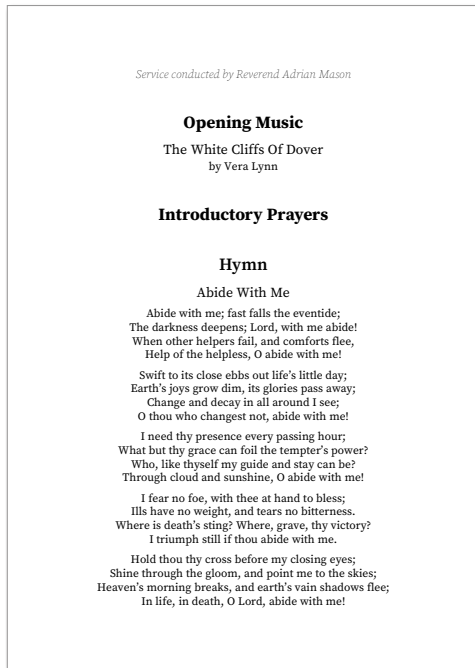 Service conducted by Reverend Adrian Mason
Opening Music
The White Cliffs Of Dover
by Vera Lynn
Introductory Prayers
Hymn
Abide With Me
Abide with me; fast falls the eventide;
The darkness deepens; Lord, with me abide!
When other helpers fail, and comforts flee,
Help of the helpless, O abide with me!
Swift to its close ebbs out life’s little day;
Earth’s joys grow dim, its glories pass away;
Change and decay in all around I see;
O thou who changest not, abide with me!
I need thy presence every passing hour;
What but thy grace can foil the tempter’s power?
Who, like thyself my guide and stay can be?
Through cloud and sunshine, O abide with me!
I fear no foe, with thee at hand to bless;
Ills have no weight, and tears no bitterness.
Where is death’s sting? Where, grave, thy victory?
I triumph still if thou abide with me.
Hold thou thy cross before my closing eyes;
Shine through the gloom, and point me to the skies;
Heaven’s morning breaks, and earth’s vain shadows flee;
In life, in death, O Lord, abide with me!